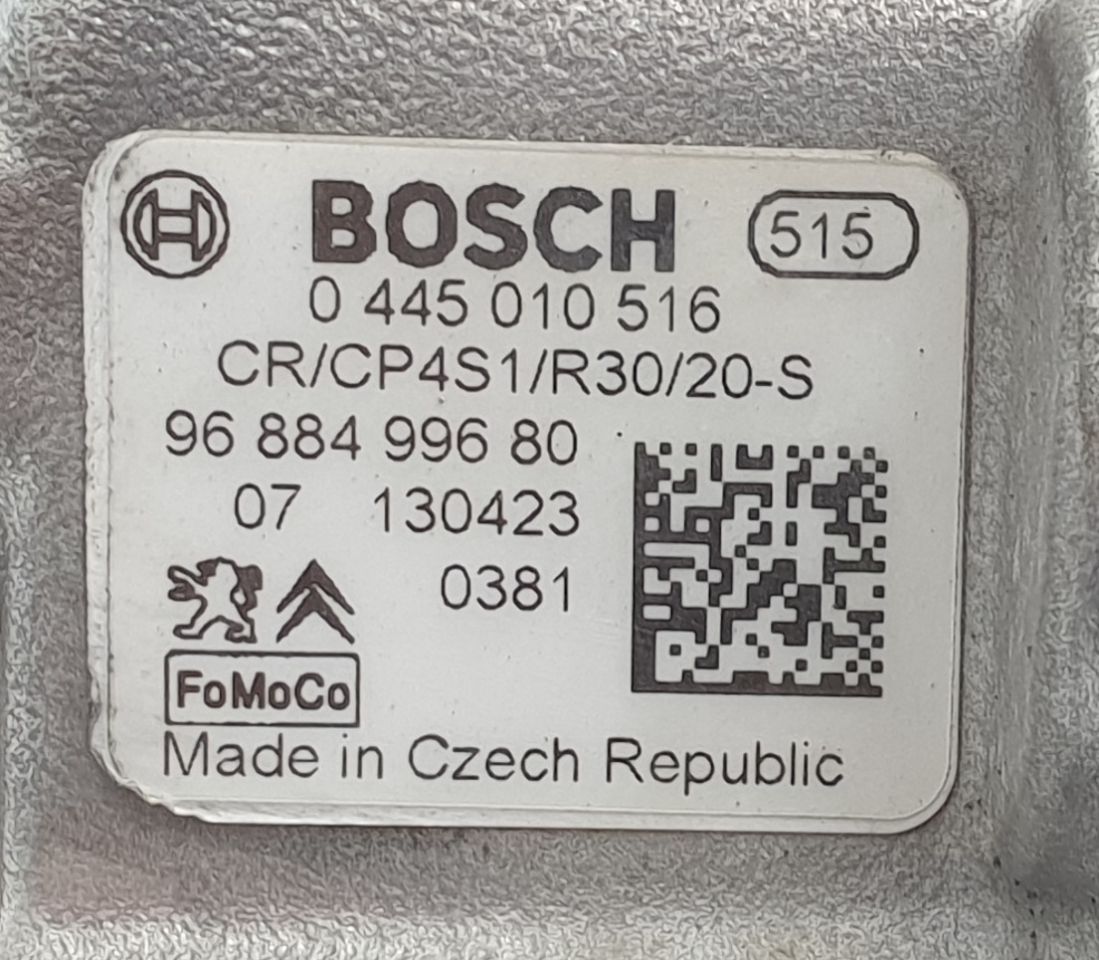 BOSCH 515
0 445 010 516
CR/CP4S1/R30/20-S
96 884 996 80
07 130423
0381
FoMoCo
Made in Czech Republic